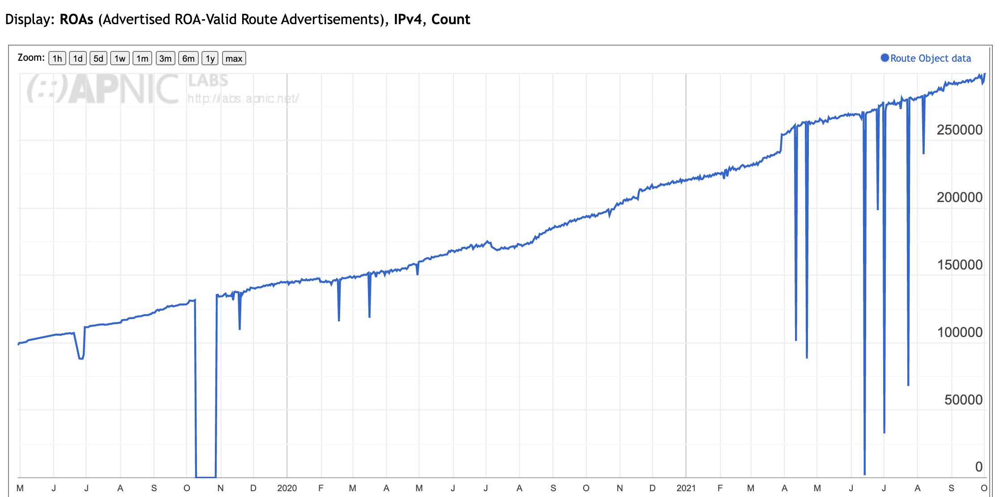 Display: ROAs (Advertised ROA-Valid Route Advertisements), IPv4, Count
Zoom: 1h 1d 5d 1w 1m 3m 6m 1y max
Route Object data
(::)APNIC LABS
http://labs.apnic.net/
250000
200000
150000
100000
50000
0
M J J A S O N D 2020 F M A M J J A S O N D 2021 F M A M J J A S O